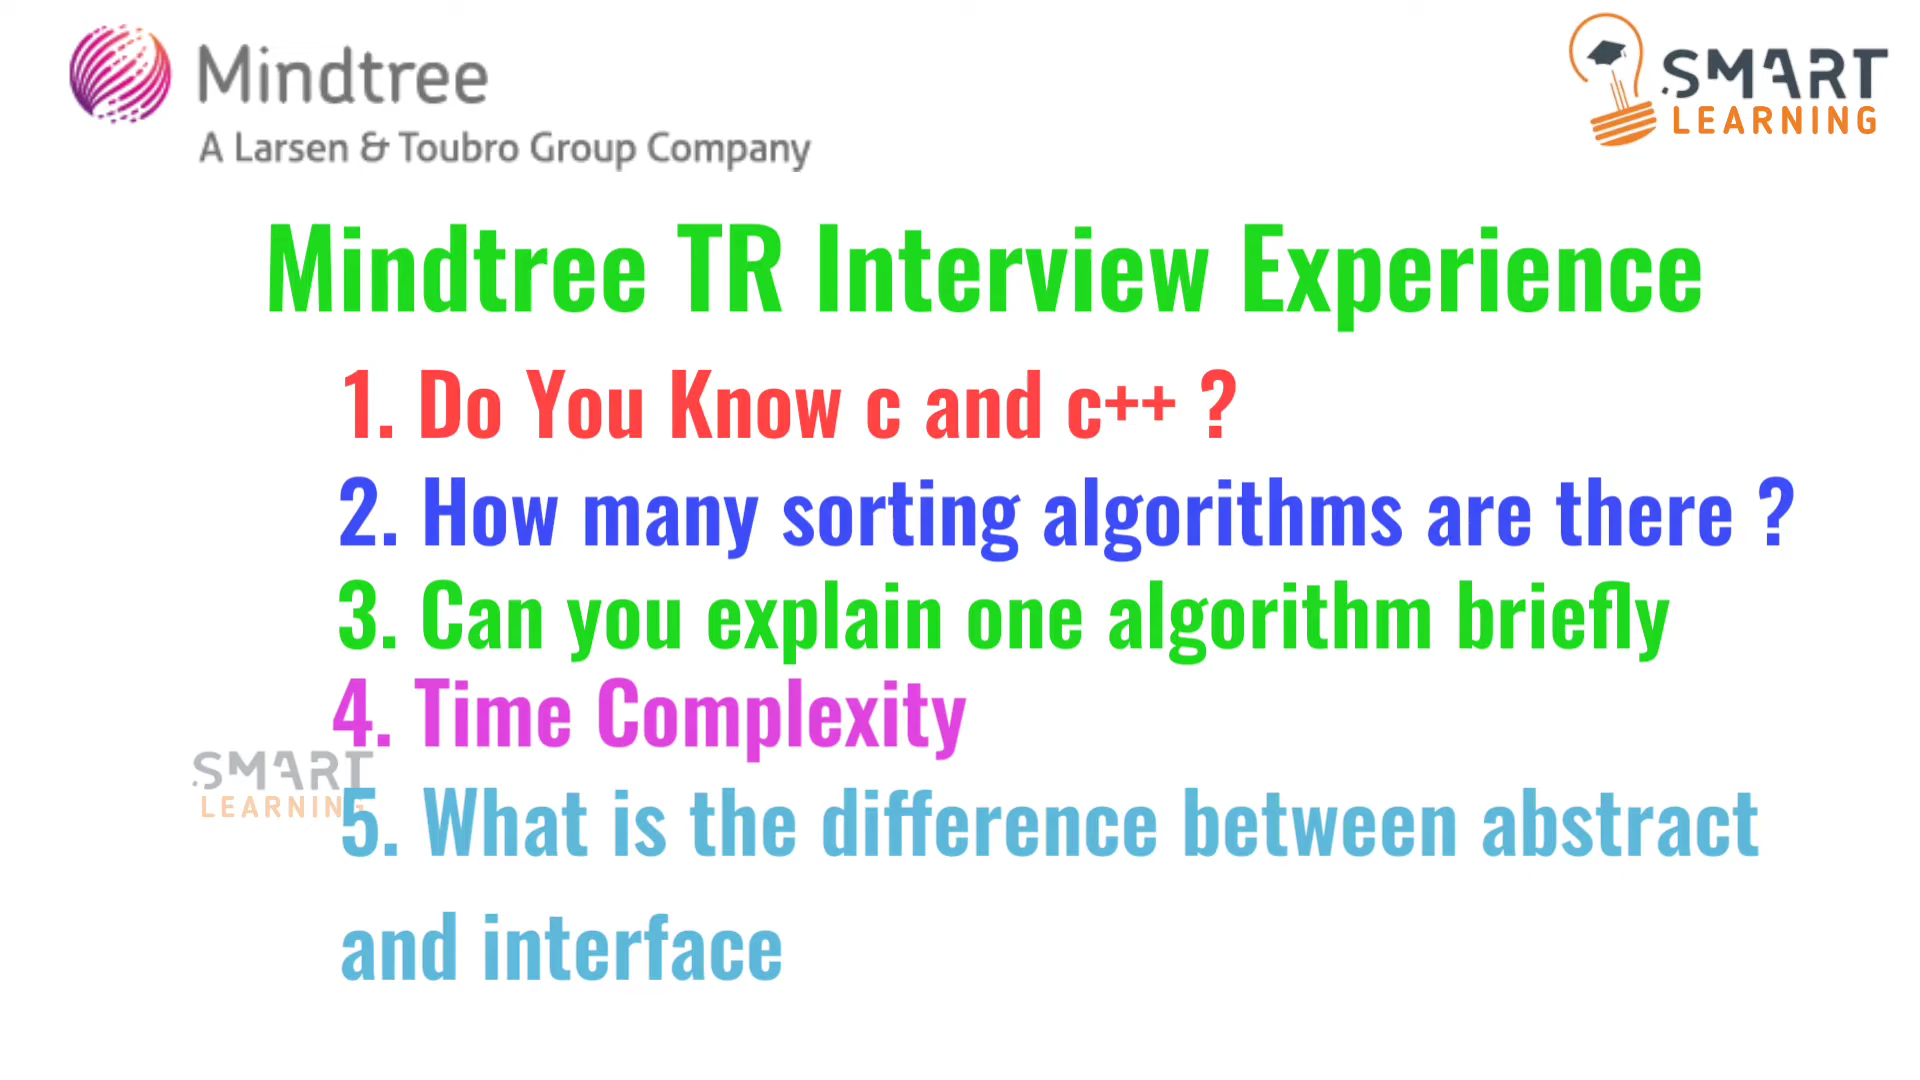 Mindtree
A Larsen & Toubro Group Company
SMART
LEARNING
Mindtree TR Interview Experience
1. Do You Know c and c++ ?
2. How many sorting algorithms are there ?
3. Can you explain one algorithm briefly
4. Time Complexity
SMART
LEARNING
5. What is the difference between abstract
and interface